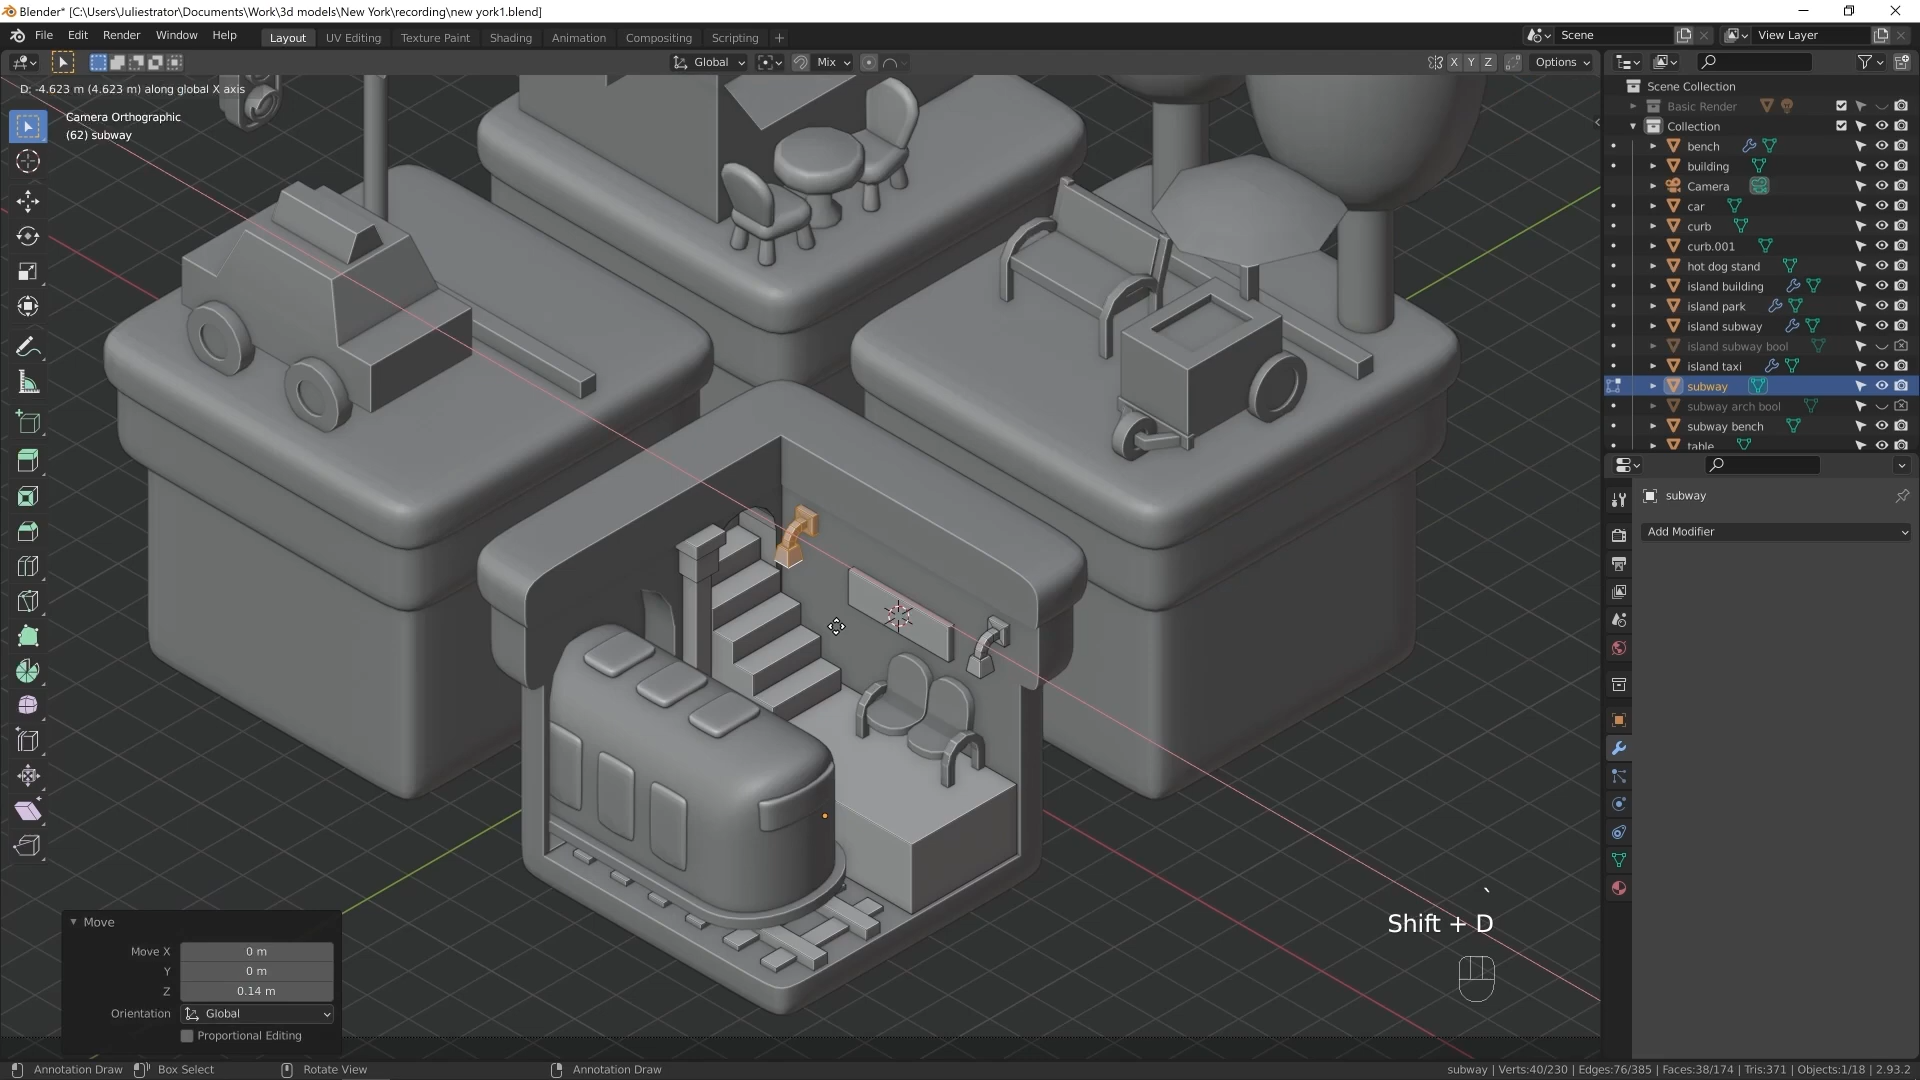 Blender* [C:\Users\Juliestrator\Documents\Work\3d models\New York\recording\new york1.blend]
File Edit Render Window Help
Layout UV Editing Texture Paint Shading Animation Compositing Scripting +
Scene
View Layer
Global
Mix
X Y Z
Options
D: -4.623 m (4.623 m) along global X axis
Camera Orthographic
(62) subway
Scene Collection
Basic Render
Collection
bench
building
Camera
car
curb
curb.001
hot dog stand
island building
island park
island subway
island subway bool
island taxi
subway
subway arch bool
subway bench
table
subway
Add Modifier
Move
Move X 0 m
Y 0 m
Z 0.14 m
Orientation Global
Proportional Editing
`
Shift + D
Annotation Draw
Box Select
Rotate View
Annotation Draw
subway | Verts:40/230 | Edges:76/385 | Faces:38/174 | Tris:371 | Objects:1/18 | 2.93.2